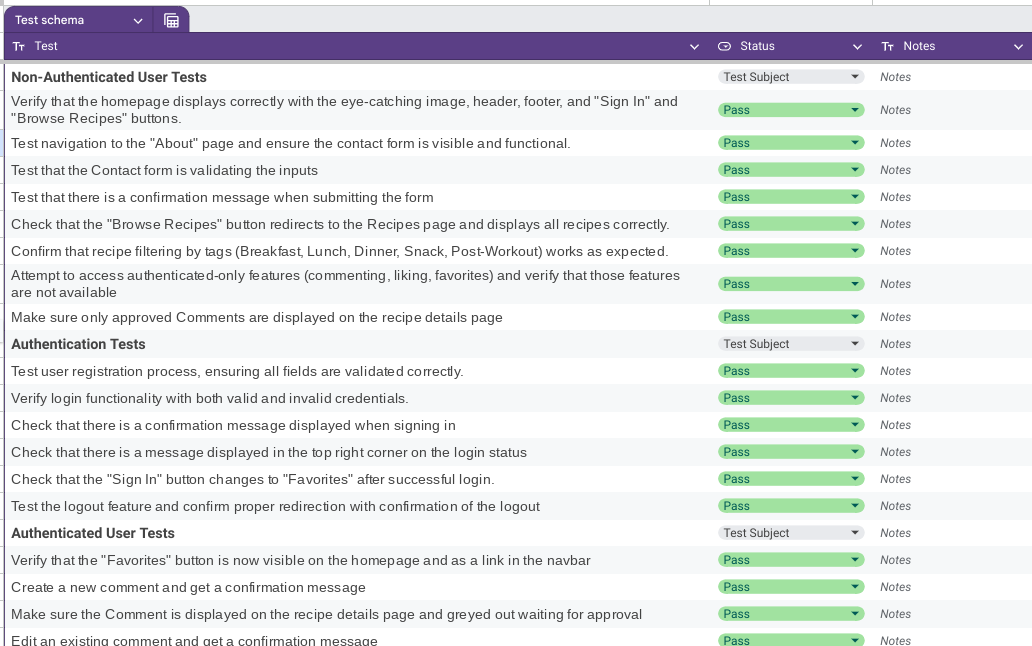 Test schema
Test Status Notes
Non-Authenticated User Tests Test Subject Notes
Verify that the homepage displays correctly with the eye-catching image, header, footer, and "Sign In" and
"Browse Recipes" buttons. Pass Notes
Test navigation to the "About" page and ensure the contact form is visible and functional. Pass Notes
Test that the Contact form is validating the inputs Pass Notes
Test that there is a confirmation message when submitting the form Pass Notes
Check that the "Browse Recipes" button redirects to the Recipes page and displays all recipes correctly. Pass Notes
Confirm that recipe filtering by tags (Breakfast, Lunch, Dinner, Snack, Post-Workout) works as expected. Pass Notes
Attempt to access authenticated-only features (commenting, liking, favorites) and verify that those features
are not available Pass Notes
Make sure only approved Comments are displayed on the recipe details page Pass Notes
Authentication Tests Test Subject Notes
Test user registration process, ensuring all fields are validated correctly. Pass Notes
Verify login functionality with both valid and invalid credentials. Pass Notes
Check that there is a confirmation message displayed when signing in Pass Notes
Check that there is a message displayed in the top right corner on the login status Pass Notes
Check that the "Sign In" button changes to "Favorites" after successful login. Pass Notes
Test the logout feature and confirm proper redirection with confirmation of the logout Pass Notes
Authenticated User Tests Test Subject Notes
Verify that the "Favorites" button is now visible on the homepage and as a link in the navbar Pass Notes
Create a new comment and get a confirmation message Pass Notes
Make sure the Comment is displayed on the recipe details page and greyed out waiting for approval Pass Notes
Edit an existing comment and get a confirmation message Pass Notes